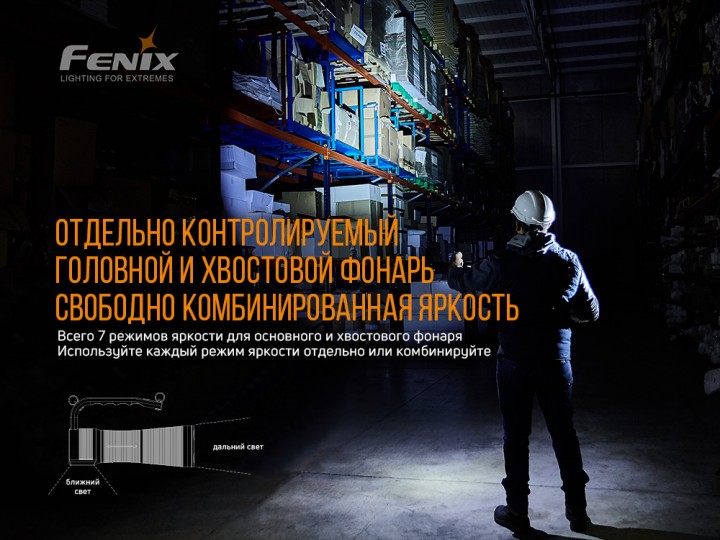 FENIX
LIGHTING FOR EXTREMES
ОТДЕЛЬНО КОНТРОЛИРУЕМЫЙ
ГОЛОВНОЙ И ХВОСТОВОЙ ФОНАРЬ
СВОБОДНО КОМБИНИРОВАННАЯ ЯРКОСТЬ
Всего 7 режимов яркости для основного и хвостового фонаря
Используйте каждый режим яркости отдельно или комбинируйте
дальний свет
ближний
свет